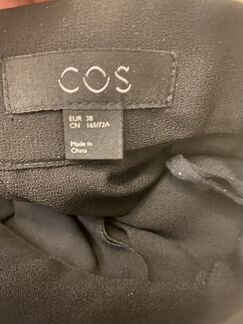 COS
EUR 38
CN 165/72A
Made in
China